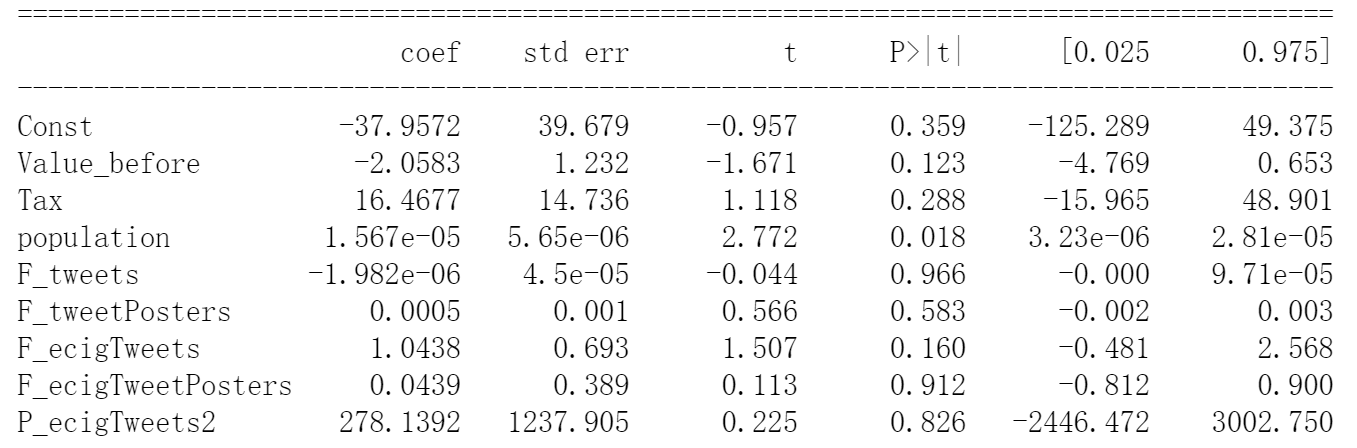 ==============================================================================
coef std err t P>|t| [0.025 0.975]
------------------------------------------------------------------------------
Const -37.9572 39.679 -0.957 0.359 -125.289 49.375
Value_before -2.0583 1.232 -1.671 0.123 -4.769 0.653
Tax 16.4677 14.736 1.118 0.288 -15.965 48.901
population 1.567e-05 5.65e-06 2.772 0.018 3.23e-06 2.81e-05
F_tweets -1.982e-06 4.5e-05 -0.044 0.966 -0.000 9.71e-05
F_tweetPosters 0.0005 0.001 0.566 0.583 -0.002 0.003
F_ecigTweets 1.0438 0.693 1.507 0.160 -0.481 2.568
F_ecigTweetPosters 0.0439 0.389 0.113 0.912 -0.812 0.900
P_ecigTweets2 278.1392 1237.905 0.225 0.826 -2446.472 3002.750